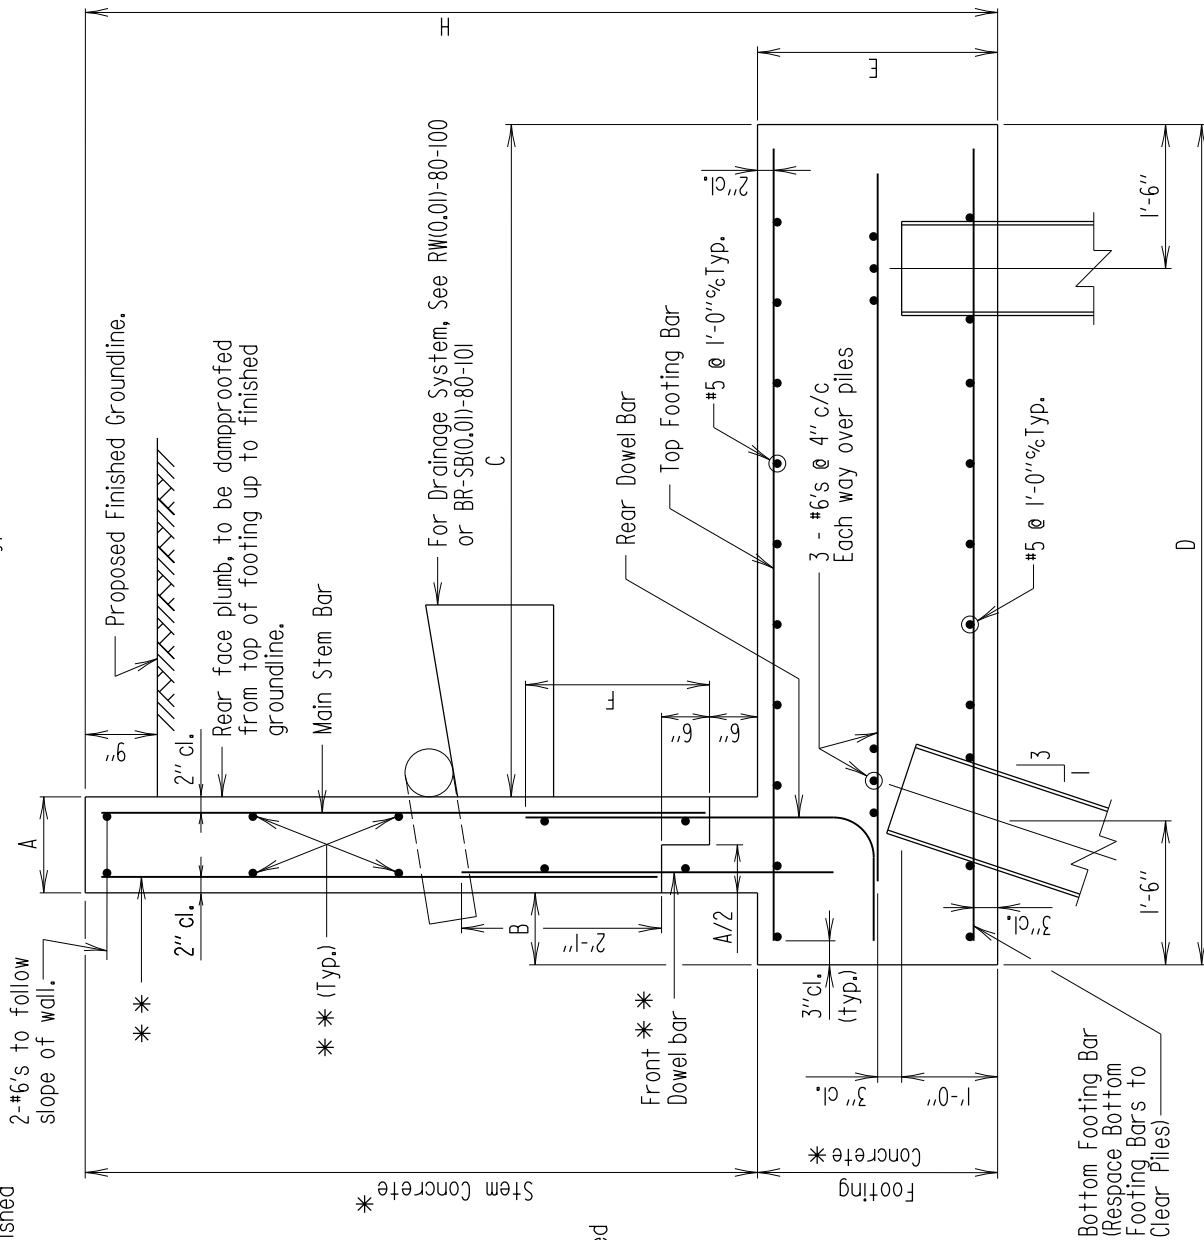 lished
2-#6's to follow
slope of wall.
* *
* * (Typ.)
Front * *
Dowel bar
Stem Concrete *
Footing
Concrete *
Bottom Footing Bar
(Respace Bottom
Footing Bars to
Clear Piles)
A
2" cl.
2" cl.
9"
Proposed Finished Groundline.
Rear face plumb, to be dampproofed
from top of footing up to finished
groundline.
Main Stem Bar
For Drainage System, See RW(0.01)-80-100
or BR-SB(0.01)-80-101
H
E
C
D
F
B
2'-1"
A/2
6"
6"
Rear Dowel Bar
Top Footing Bar
#5 @ 1'-0" c/c Typ.
3 - #6's @ 4" c/c
Each way over piles
#5 @ 1'-0" c/c Typ.
2"cl.
3"cl.
(typ.)
3" cl.
1'-0"
3"cl.
1'-6"
1'-6"
3
1